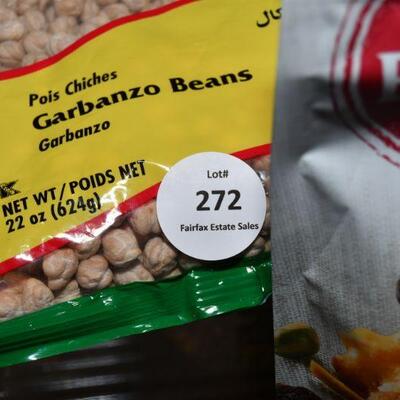 Pois Chiches
Garbanzo Beans
Garbanzo
NET WT/POIDS NET
22 oz (624g)
Lot#
272
Fairfax Estate Sales